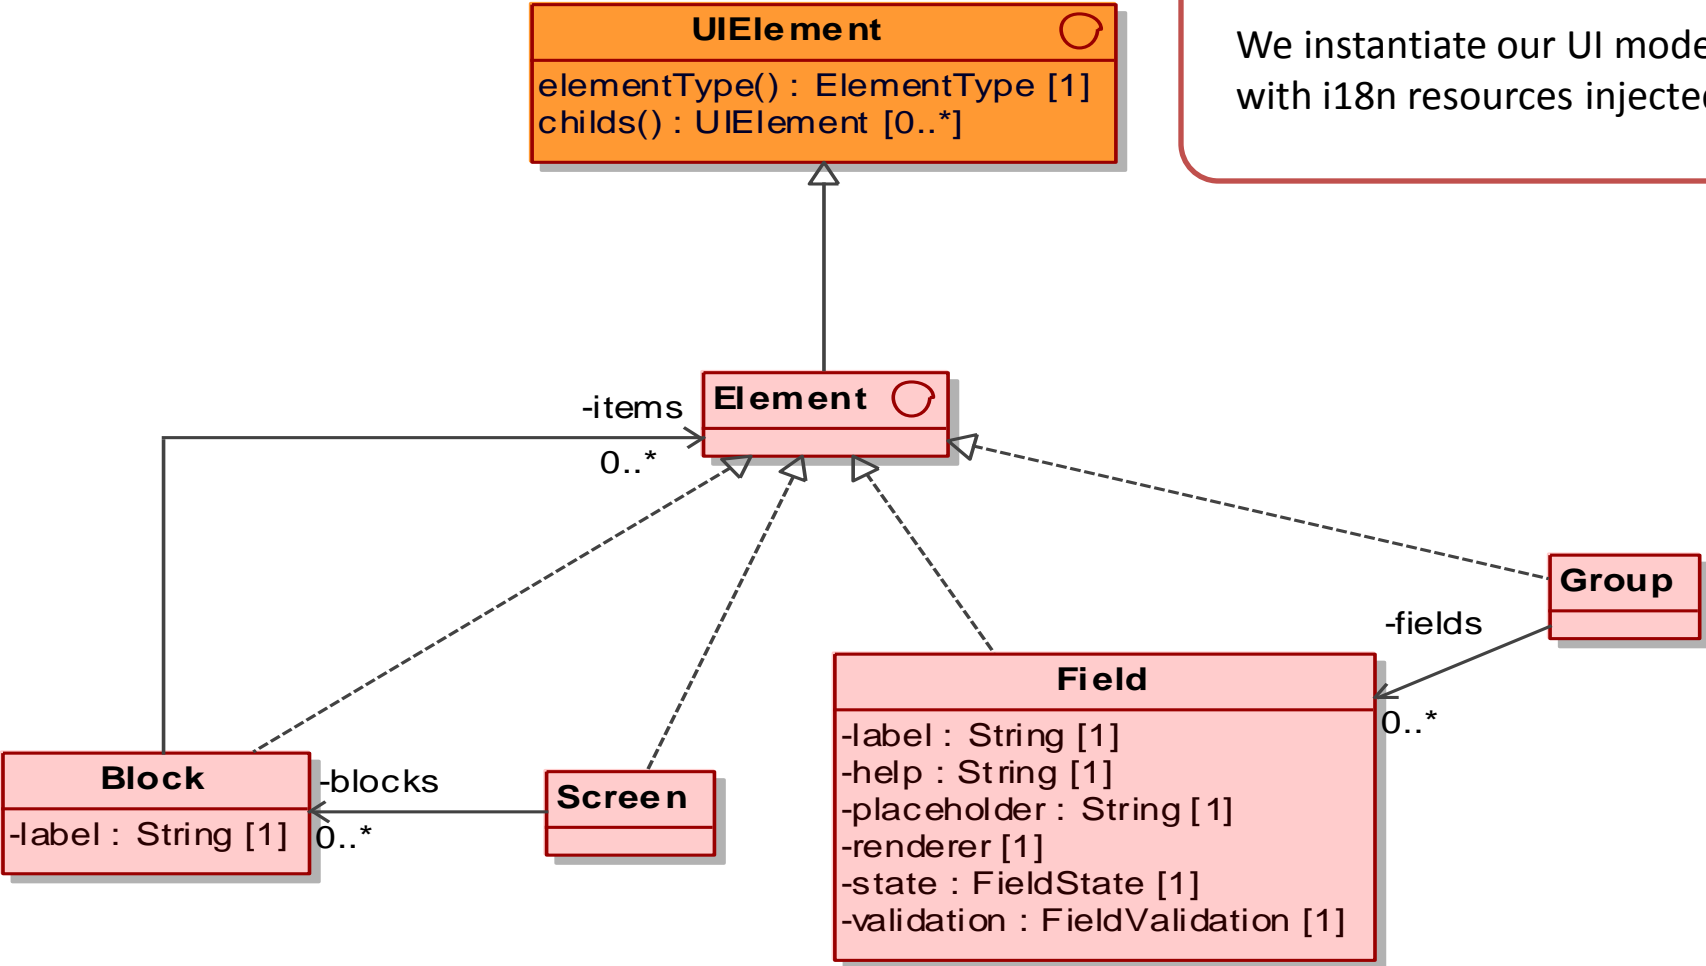 UIElement
elementType() : ElementType [1]
childs() : UIElement [0..*]
We instantiate our UI mode
with i18n resources injected
-items
0..*
Element
Group
-fields
0..*
Field
-label : String [1]
-help : String [1]
-placeholder : String [1]
-renderer [1]
-state : FieldState [1]
-validation : FieldValidation [1]
Block
-label : String [1]
-blocks
0..*
Screen